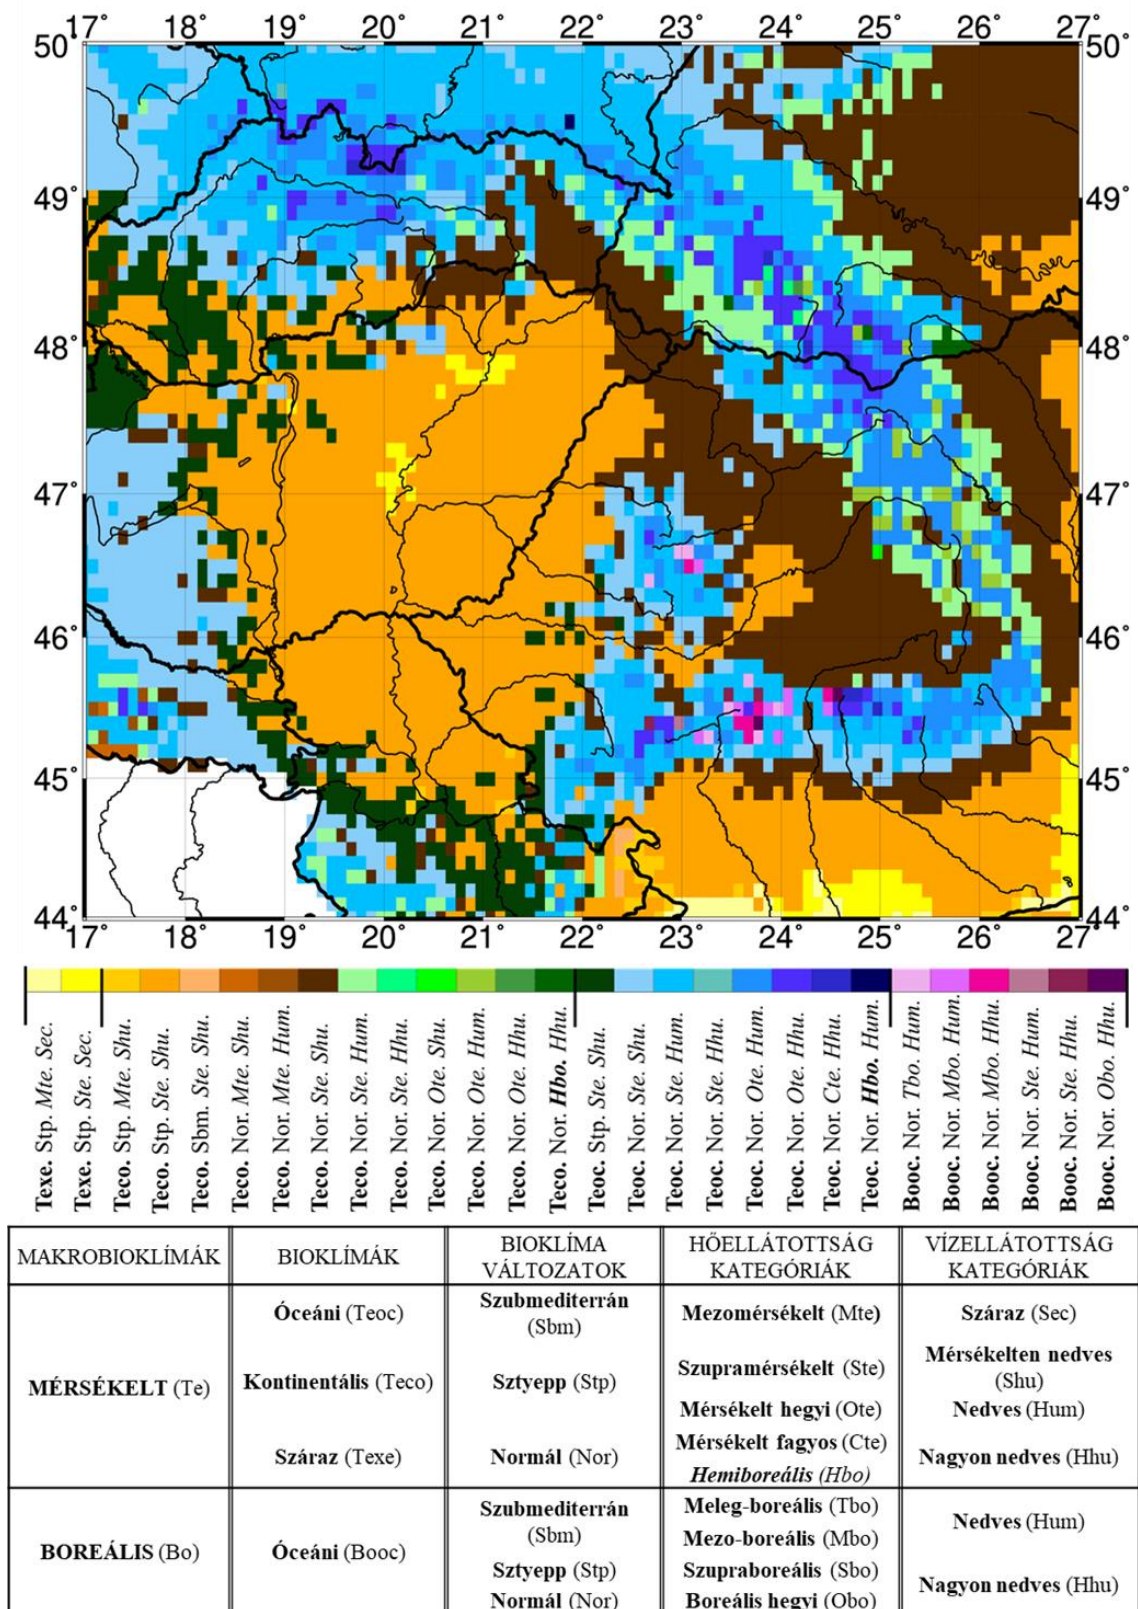 17° 18° 19° 20° 21° 22° 23° 24° 25° 26° 27°
50° 50°
49° 49°
48° 48°
47° 47°
46° 46°
45° 45°
44° 44°
17° 18° 19° 20° 21° 22° 23° 24° 25° 26° 27°
Texe. Stp. Mte. Sec.
Texe. Stp. Ste. Sec.
Teco. Stp. Mte. Shu.
Teco. Stp. Ste. Shu.
Teco. Sbm. Ste. Shu.
Teco. Nor. Mte. Shu.
Teco. Nor. Mte. Hum.
Teco. Nor. Ste. Shu.
Teco. Nor. Ste. Hum.
Teco. Nor. Ste. Hhu.
Teco. Nor. Ote. Shu.
Teco. Nor. Ote. Hum.
Teco. Nor. Ote. Hhu.
Teco. Nor. Hbo. Hhu.
Teoc. Stp. Ste. Shu.
Teoc. Nor. Ste. Shu.
Teoc. Nor. Ste. Hum.
Teoc. Nor. Ste. Hhu.
Teoc. Nor. Ote. Hum.
Teoc. Nor. Ote. Hhu.
Teoc. Nor. Cte. Hhu.
Teoc. Nor. Hbo. Hum.
Booc. Nor. Tbo. Hum.
Booc. Nor. Mbo. Hum.
Booc. Nor. Mbo. Hhu.
Booc. Nor. Ste. Hum.
Booc. Nor. Ste. Hhu.
Booc. Nor. Obo. Hhu.
MAKROBIOKLÍMÁK
BIOKLÍMÁK
BIOKLÍMA
VÁLTOZATOK
HŐELLÁTOTTSÁG
KATEGÓRIÁK
VÍZELLÁTOTTSÁG
KATEGÓRIÁK
MÉRSÉKELT (Te)
Óceáni (Teoc)
Kontinentális (Teco)
Száraz (Texe)
Szubmediterrán
(Sbm)
Sztyepp (Stp)
Normál (Nor)
Mezomérsékelt (Mte)
Szupramérsékelt (Ste)
Mérsékelt hegyi (Ote)
Mérsékelt fagyos (Cte)
Hemiboreális (Hbo)
Száraz (Sec)
Mérsékelten nedves
(Shu)
Nedves (Hum)
Nagyon nedves (Hhu)
BOREÁLIS (Bo)
Óceáni (Booc)
Szubmediterrán
(Sbm)
Sztyepp (Stp)
Normál (Nor)
Meleg-boreális (Tbo)
Mezo-boreális (Mbo)
Szupraboreális (Sbo)
Boreális hegyi (Obo)
Nedves (Hum)
Nagyon nedves (Hhu)